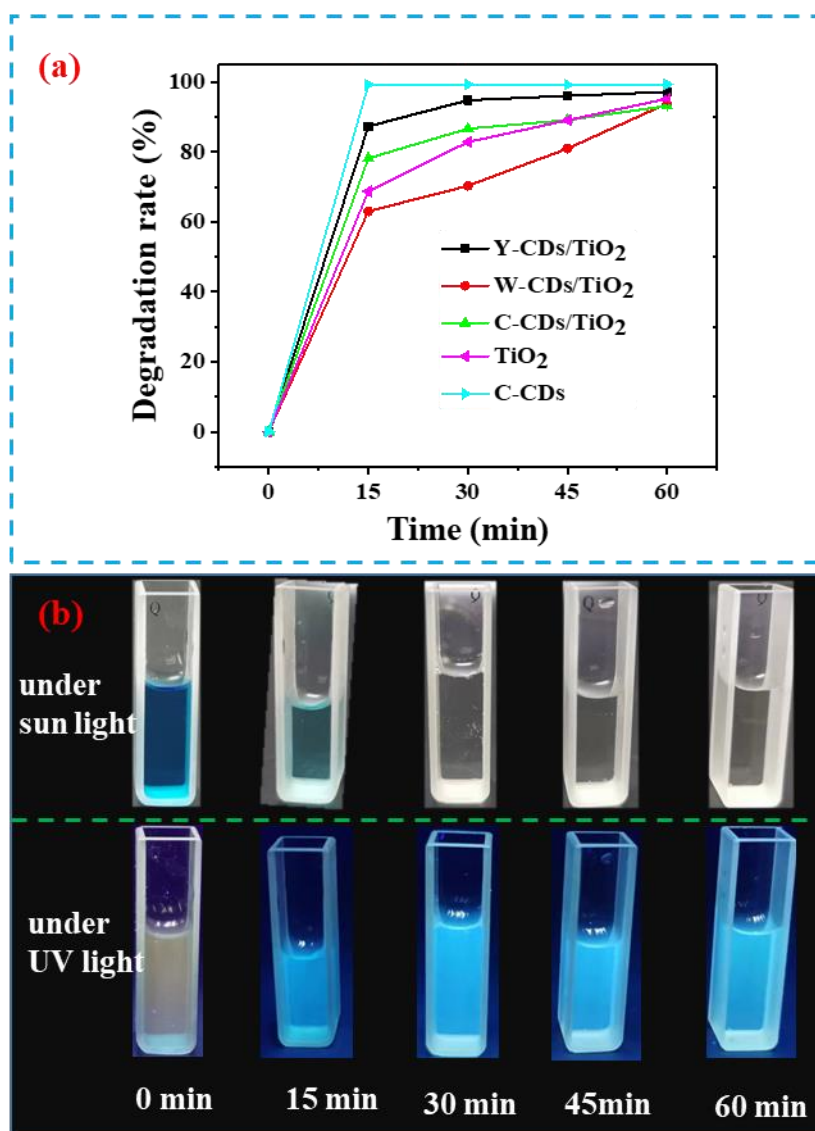 (a)
Degradation rate (%)
100
80
60
40
20
0
Y-CDs/TiO2
W-CDs/TiO2
C-CDs/TiO2
TiO2
C-CDs
0 15 30 45 60
Time (min)
(b)
Q
under
sun light
under
UV light
0 min 15 min 30 min 45min 60 min